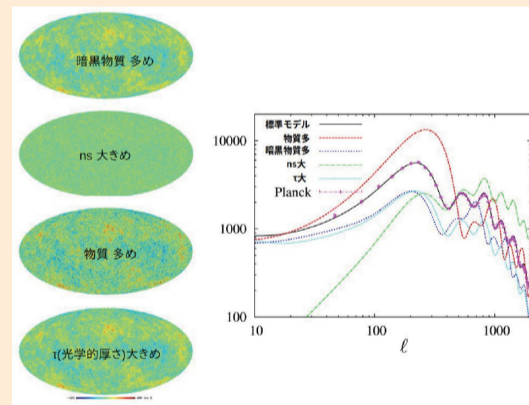 暗黒物質 多め
ns 大きめ
物質 多め
τ(光学的厚さ)大きめ
標準モデル
物質多
暗黒物質多
ns大
τ大
Planck
10000
1000
100
10
100
1000
ℓ